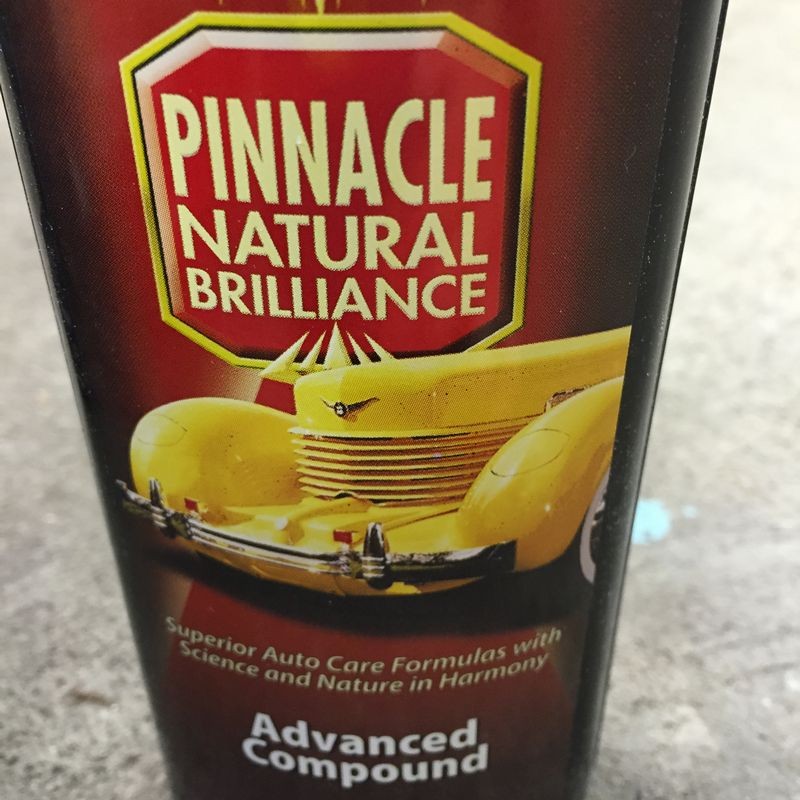 PINNACLE
NATURAL
BRILLIANCE
Superior Auto Care Formulas with
Science and Nature in Harmony
Advanced
Compound